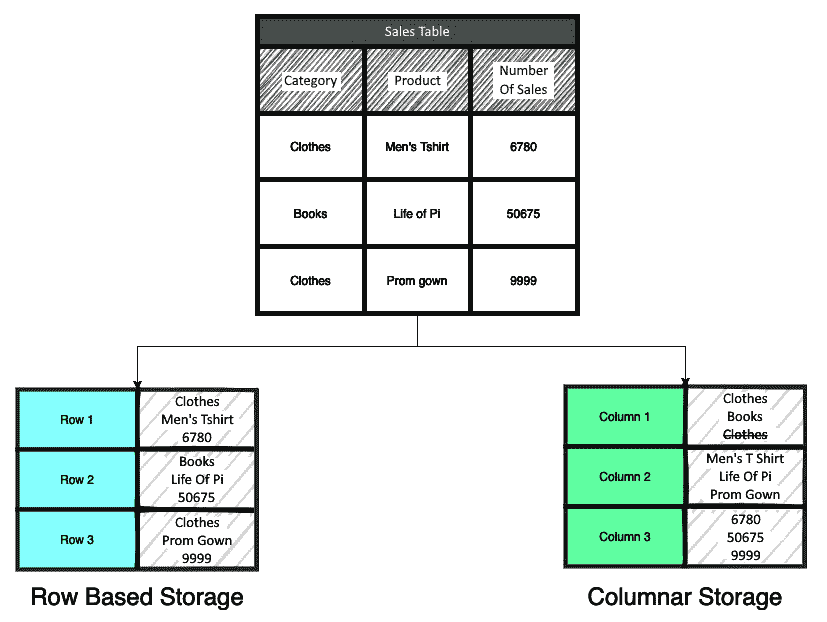 Sales Table
Category
Product
Number
Of Sales
Clothes
Men's Tshirt
6780
Books
Life of Pi
50675
Clothes
Prom gown
9999
Row 1
Clothes
Men's Tshirt
6780
Row 2
Books
Life Of Pi
50675
Row 3
Clothes
Prom Gown
9999
Row Based Storage
Column 1
Clothes
Books
Clothes
Column 2
Men's T Shirt
Life Of Pi
Prom Gown
Column 3
6780
50675
9999
Columnar Storage